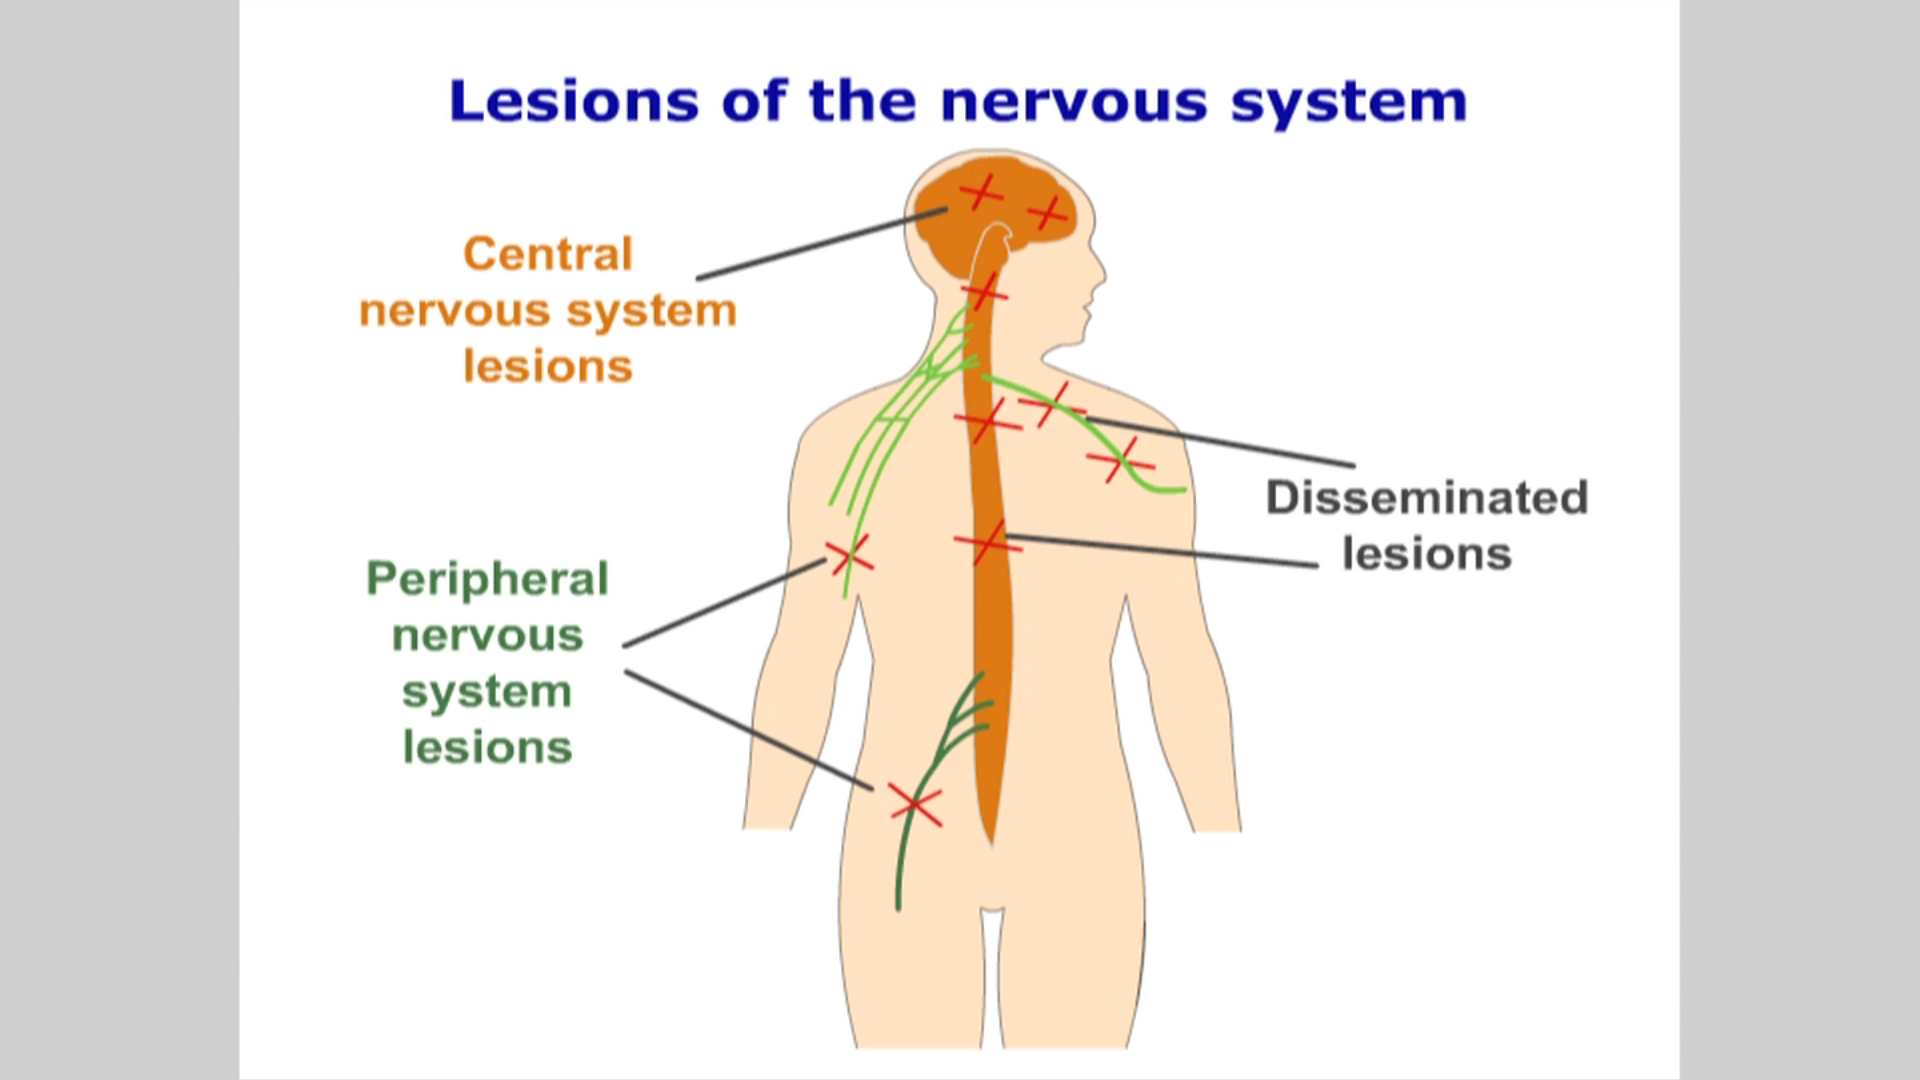 Lesions of the nervous system
Central
nervous system
lesions
Disseminated
lesions
Peripheral
nervous
system
lesions